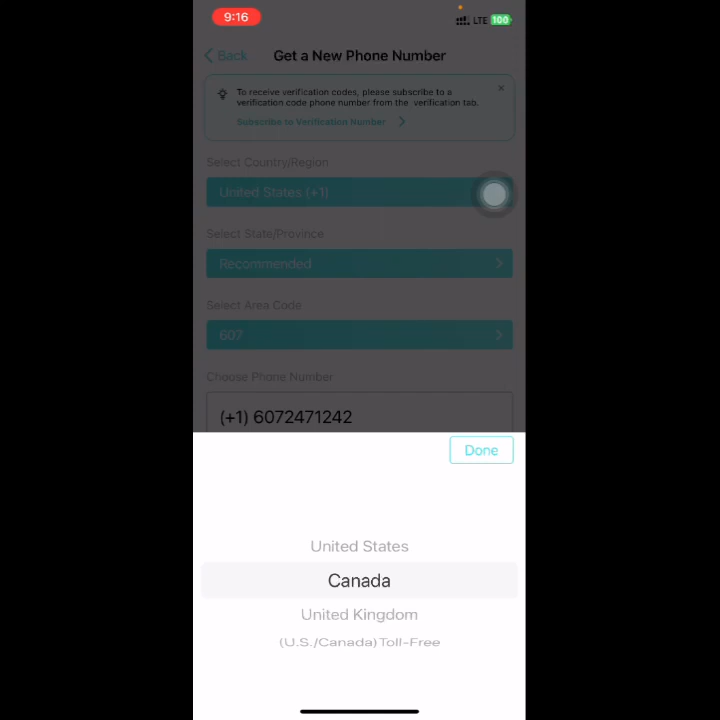 9:16
LTE 100
Back
Get a New Phone Number
To receive verification codes, please subscribe to a
verification code phone number from the verification tab.
Subscribe to Verification Number
Select Country/Region
United States (+1)
Select State/Province
Recommended
Select Area Code
607
Choose Phone Number
(+1) 6072471242
Done
United States
Canada
United Kingdom
(U.S./Canada)Toll-Free